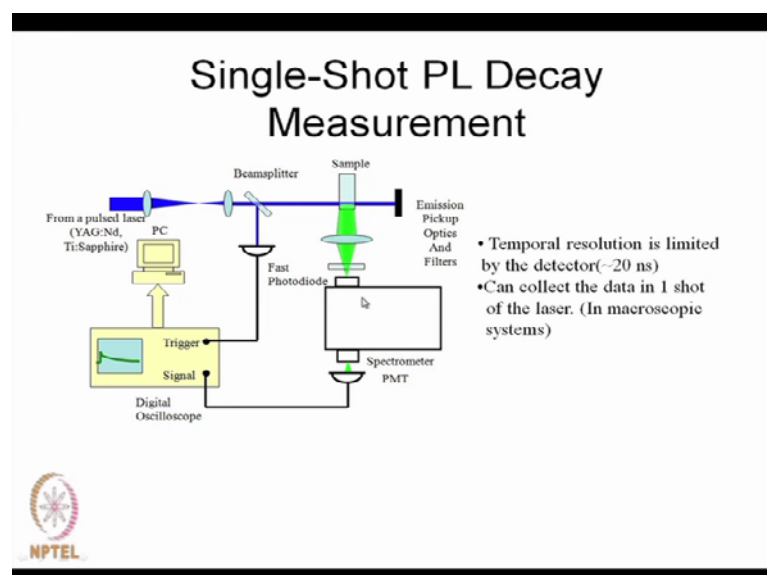 Single-Shot PL Decay
Measurement
Sample
Beamsplitter
From a pulsed laser
(YAG:Nd,
Ti:Sapphire)
PC
Emission
Pickup
Optics
And
Filters
Fast
Photodiode
Trigger
Signal
Spectrometer
PMT
Digital
Oscilloscope
• Temporal resolution is limited
by the detector(~20 ns)
•Can collect the data in 1 shot
of the laser. (In macroscopic
systems)
NPTEL